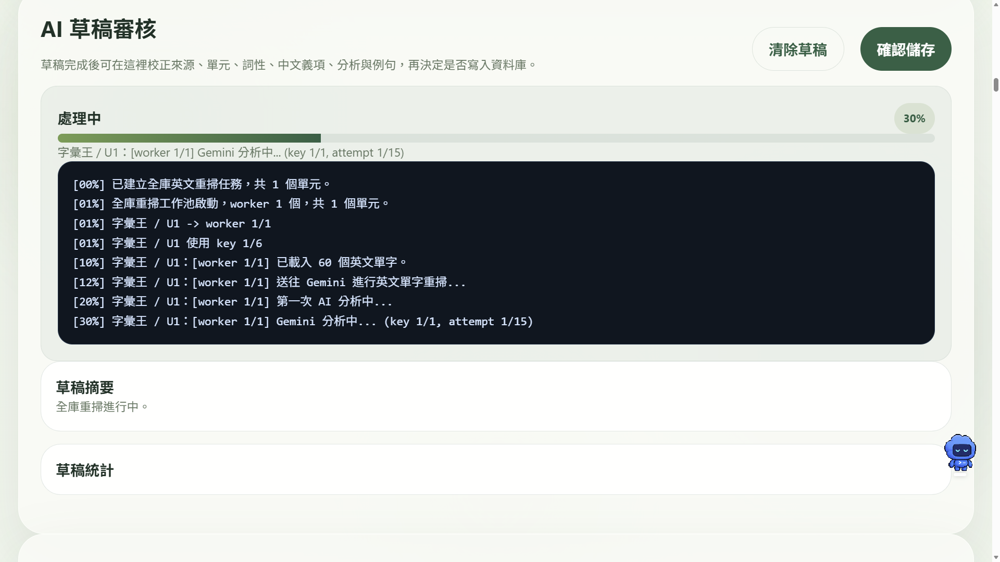 AI 草稿審核
草稿完成後可在這裡校正來源、單元、詞性、中文義項、分析與例句，再決定是否寫入資料庫。
清除草稿
確認儲存
處理中
30%
字彙王 / U1：[worker 1/1] Gemini 分析中... (key 1/1, attempt 1/15)
[00%] 已建立全庫英文重掃任務，共 1 個單元。
[01%] 全庫重掃工作池啟動，worker 1 個，共 1 個單元。
[01%] 字彙王 / U1 -> worker 1/1
[01%] 字彙王 / U1 使用 key 1/6
[10%] 字彙王 / U1：[worker 1/1] 已載入 60 個英文單字。
[12%] 字彙王 / U1：[worker 1/1] 送往 Gemini 進行英文單字重掃...
[20%] 字彙王 / U1：[worker 1/1] 第一次 AI 分析中...
[30%] 字彙王 / U1：[worker 1/1] Gemini 分析中... (key 1/1, attempt 1/15)
草稿摘要
全庫重掃進行中。
草稿統計